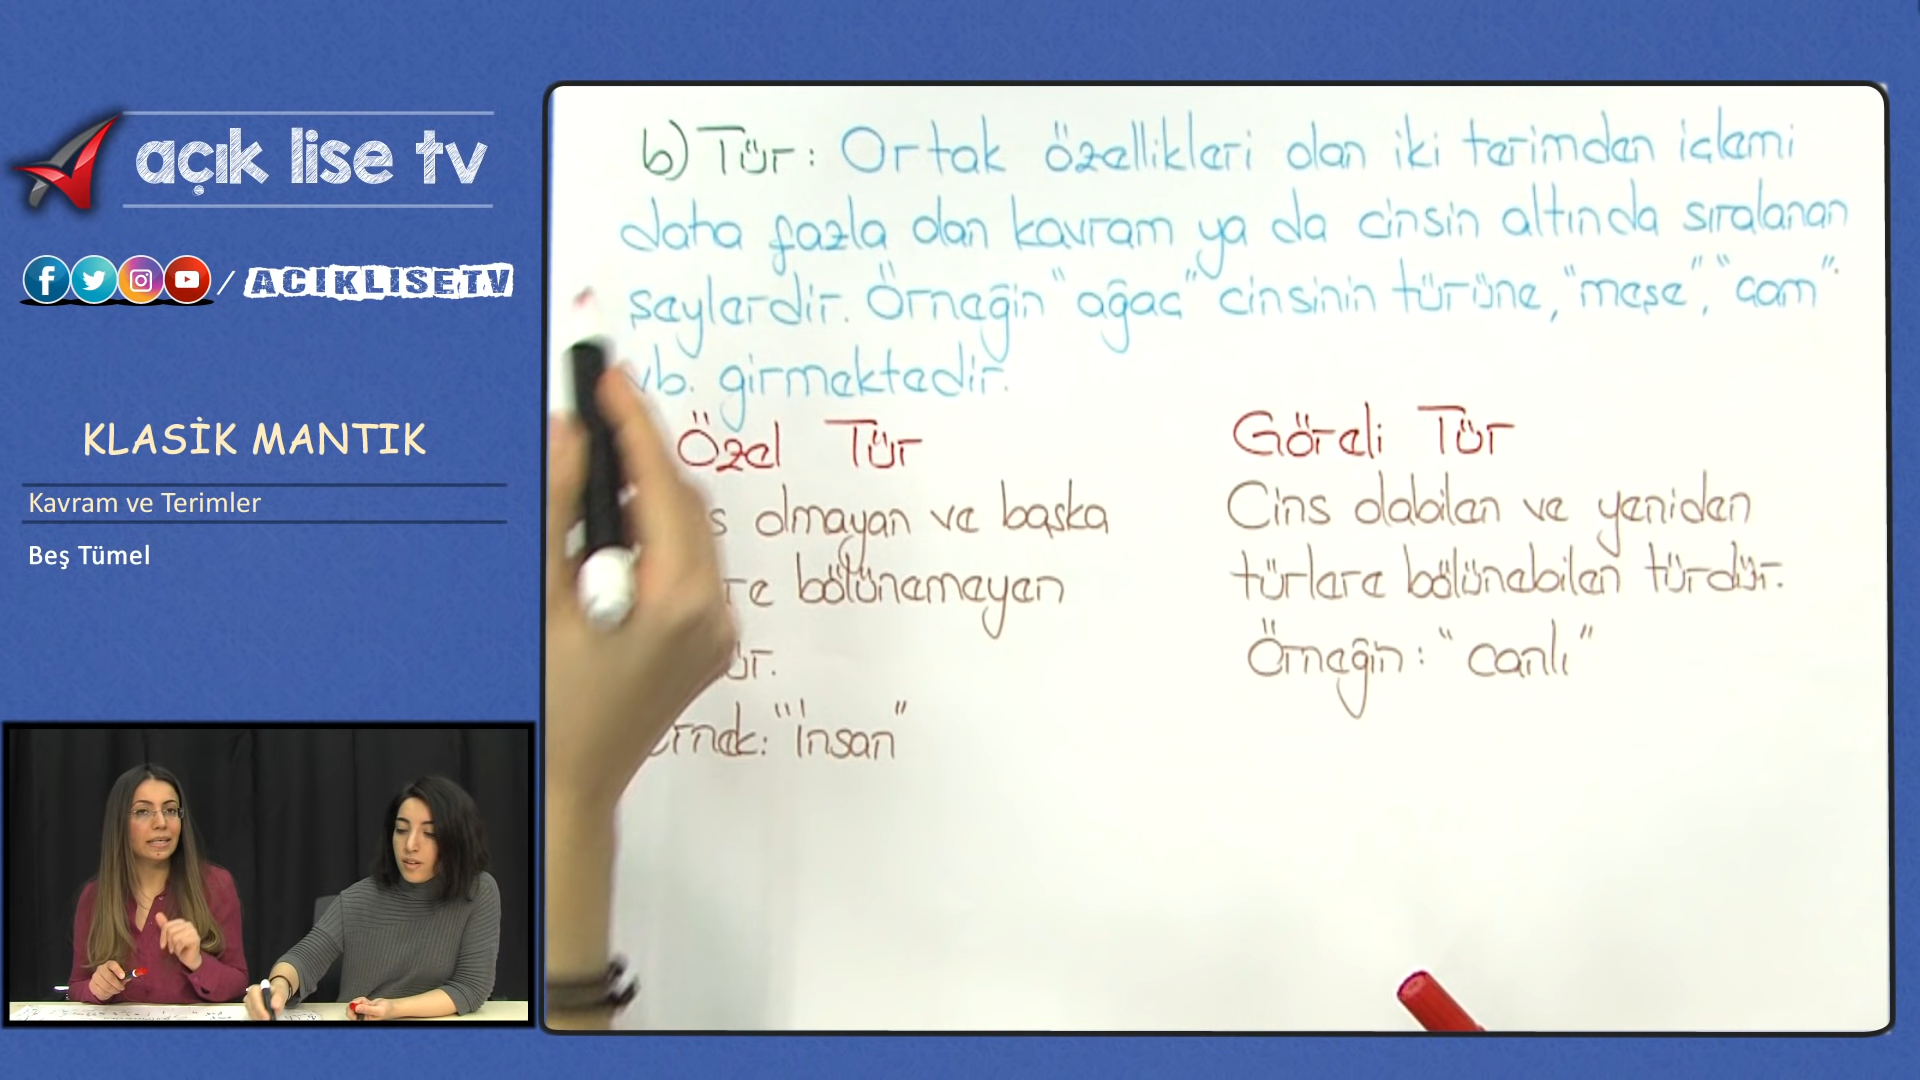 açık lise tv
/ ACIKLISETV
KLASİK MANTIK
Kavram ve Terimler
Beş Tümel
b) Tür: Ortak özellikleri olan iki terimden içlemi
daha fazla olan kavram ya da cinsin altında sıralanan
şeylerdir. Örneğin "ağaç" cinsinin türüne, "meşe", "çam"
vb. girmektedir.
Özel Tür
olmayan ve başka
bölünemeyen
"insan"
Göreli Tür
Cins olabilen ve yeniden
türlere bölünebilen türdür.
Örneğin: "canlı"